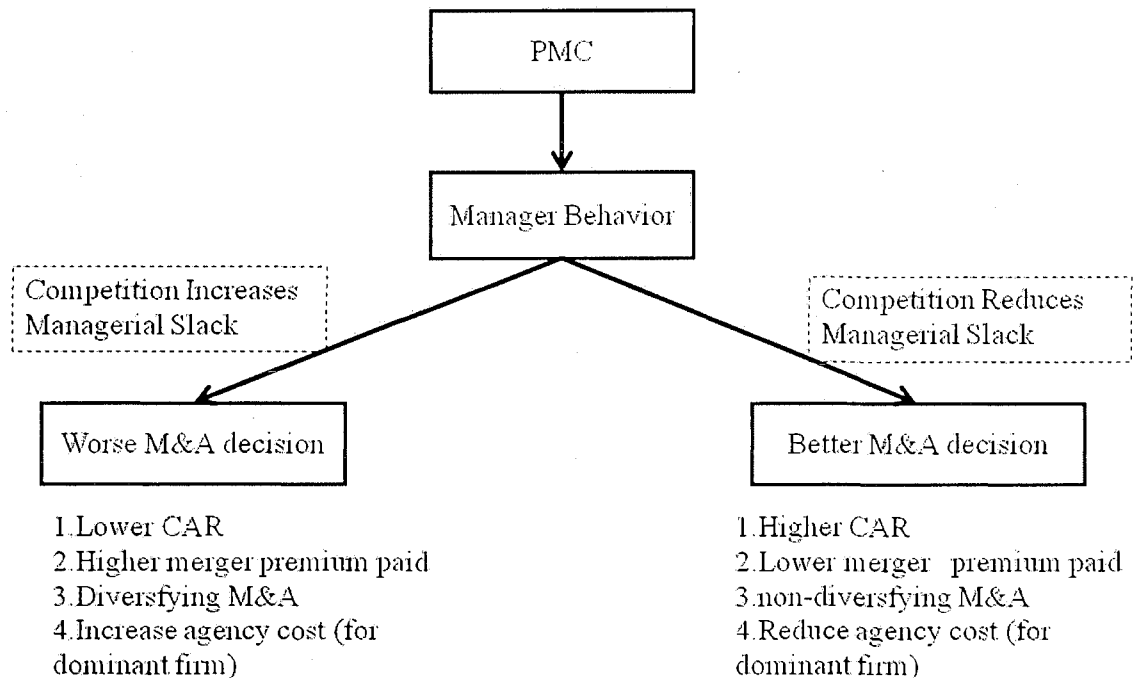 PMC
Manager Behavior
Competition Increases
Managerial Slack
Competition Reduces
Managerial Slack
Worse M&A decision
Better M&A decision
1.Lower CAR
2.Higher merger premium paid
3.Diversfying M&A
4.Increase agency cost (for
dominant firm)
1.Higher CAR
2.Lower merger premium paid
3.non-diversfying M&A
4.Reduce agency cost (for
dominant firm)